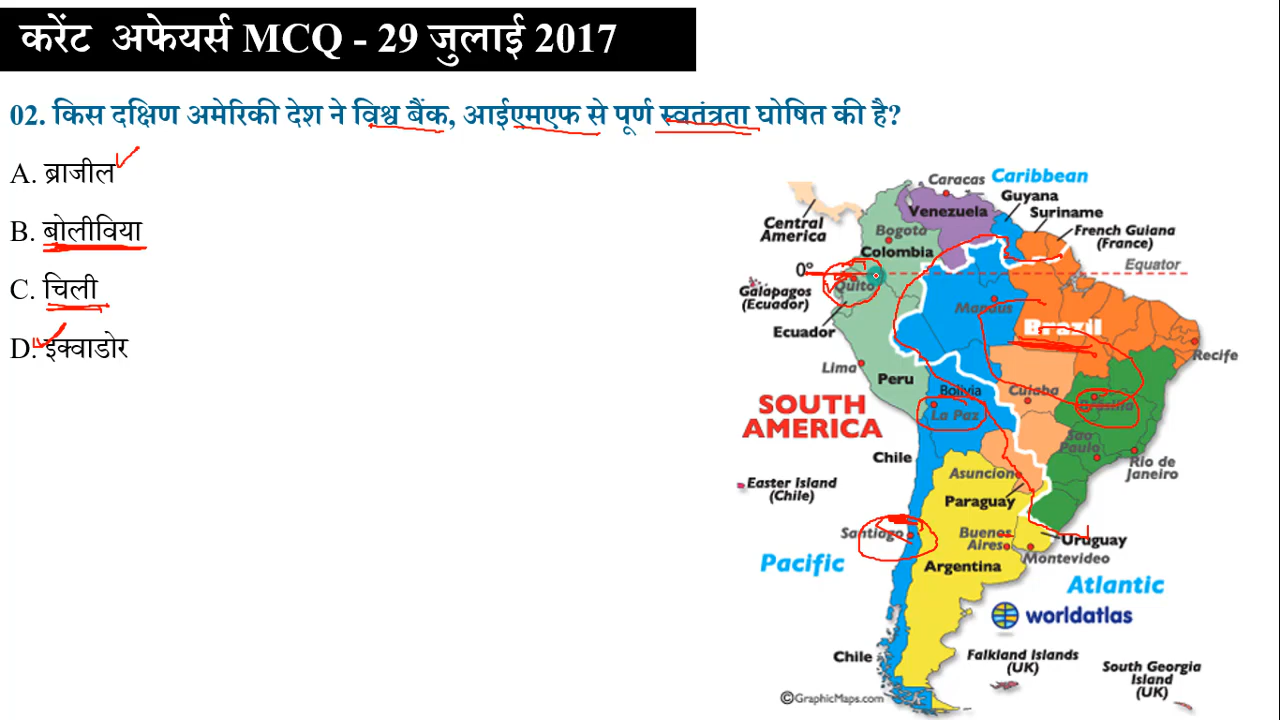 करेंट अफेयर्स MCQ - 29 जुलाई 2017
02. किस दक्षिण अमेरिकी देश ने विश्व बैंक, आईएमएफ से पूर्ण स्वतंत्रता घोषित की है?
A. ब्राजील
B. बोलीविया
C. चिली
D. इक्वाडोर
Caracas
Caribbean
Guyana
Venezuela
Suriname
Central
America
Bogota
French Guiana
(France)
Colombia
0°
Equator
Quito
Galapagos
(Ecuador)
Manaus
Ecuador
Brazil
Recife
Lima
Peru
Bolivia
Cuiaba
SOUTH
AMERICA
La Paz
Brasilia
Sao
Paulo
Chile
Rio de
Janeiro
Asuncion
Easter Island
(Chile)
Paraguay
Santiago
Buenos
Aires
Uruguay
Montevideo
Pacific
Argentina
Atlantic
worldatlas
Chile
Falkland Islands
(UK)
South Georgia
Island
(UK)
©GraphicMaps.com